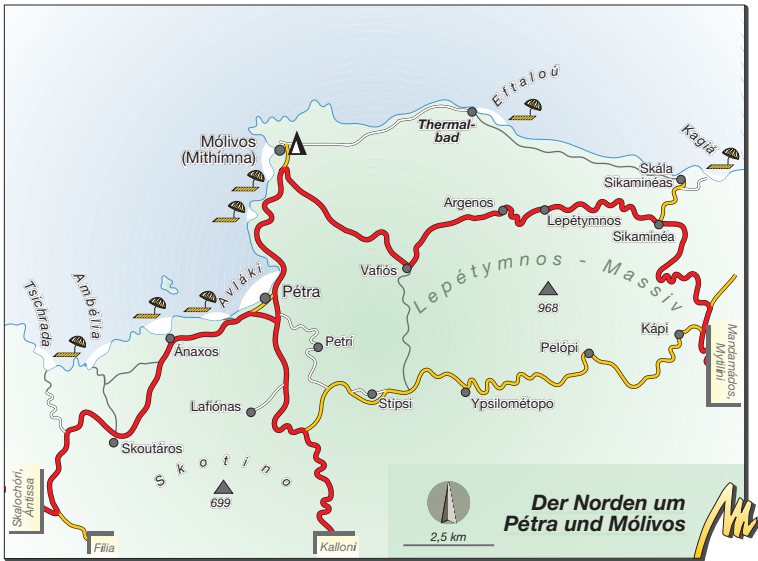 Eftaloú
Thermal-
bad
Kagiá
Mólivos
(Mithímna)
Skála
Sikaminéas
Argenos
Lepétymnos
Sikaminéa
Vafiós
Lepétymnos - Massiv
Tsichrada
Ambélia
Avláki
Pétra
968
Ánaxos
Petrí
Pelópi
Kápi
Mandamádos,
Mytilíni
Lafiónas
Stípsi
Ypsilométopo
Skoutáros
Skotino
699
Skalochóri,
Ántissa
Fília
Kalloní
2,5 km
Der Norden um
Pétra und Mólivos